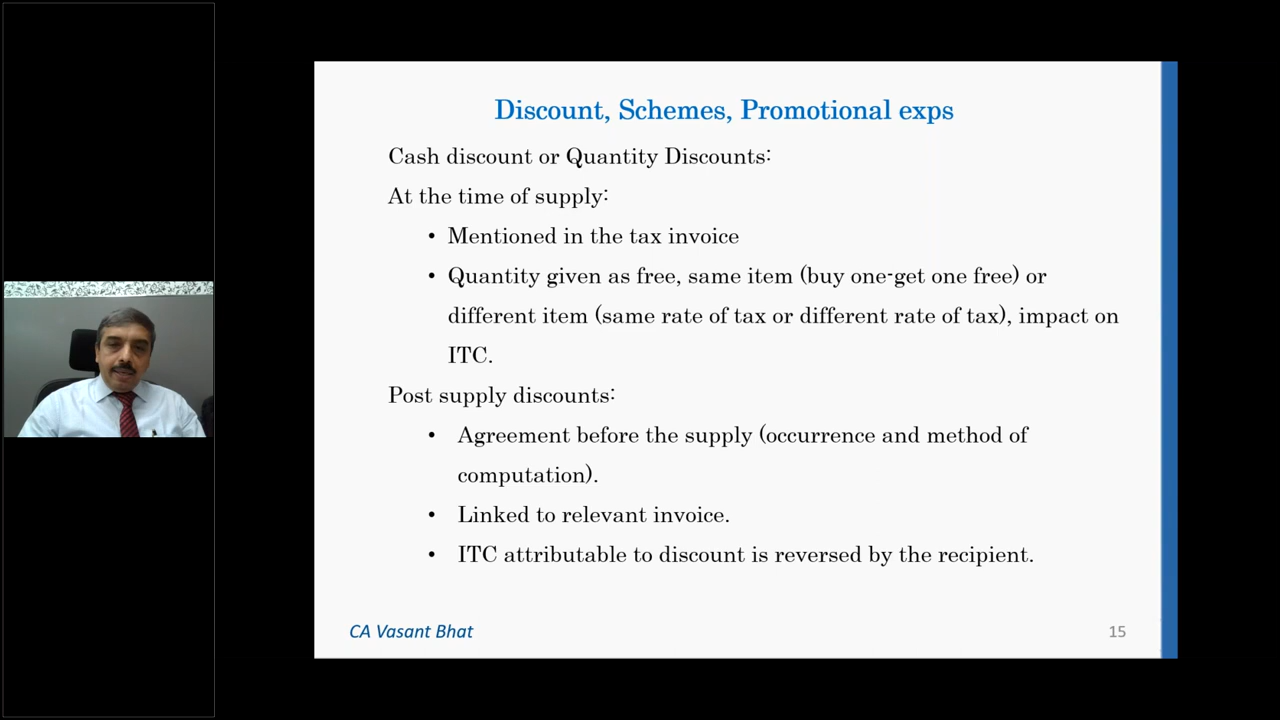 Discount, Schemes, Promotional exps
Cash discount or Quantity Discounts:
At the time of supply:
• Mentioned in the tax invoice
• Quantity given as free, same item (buy one-get one free) or
different item (same rate of tax or different rate of tax), impact on
ITC.
Post supply discounts:
• Agreement before the supply (occurrence and method of
computation).
• Linked to relevant invoice.
• ITC attributable to discount is reversed by the recipient.
CA Vasant Bhat
15